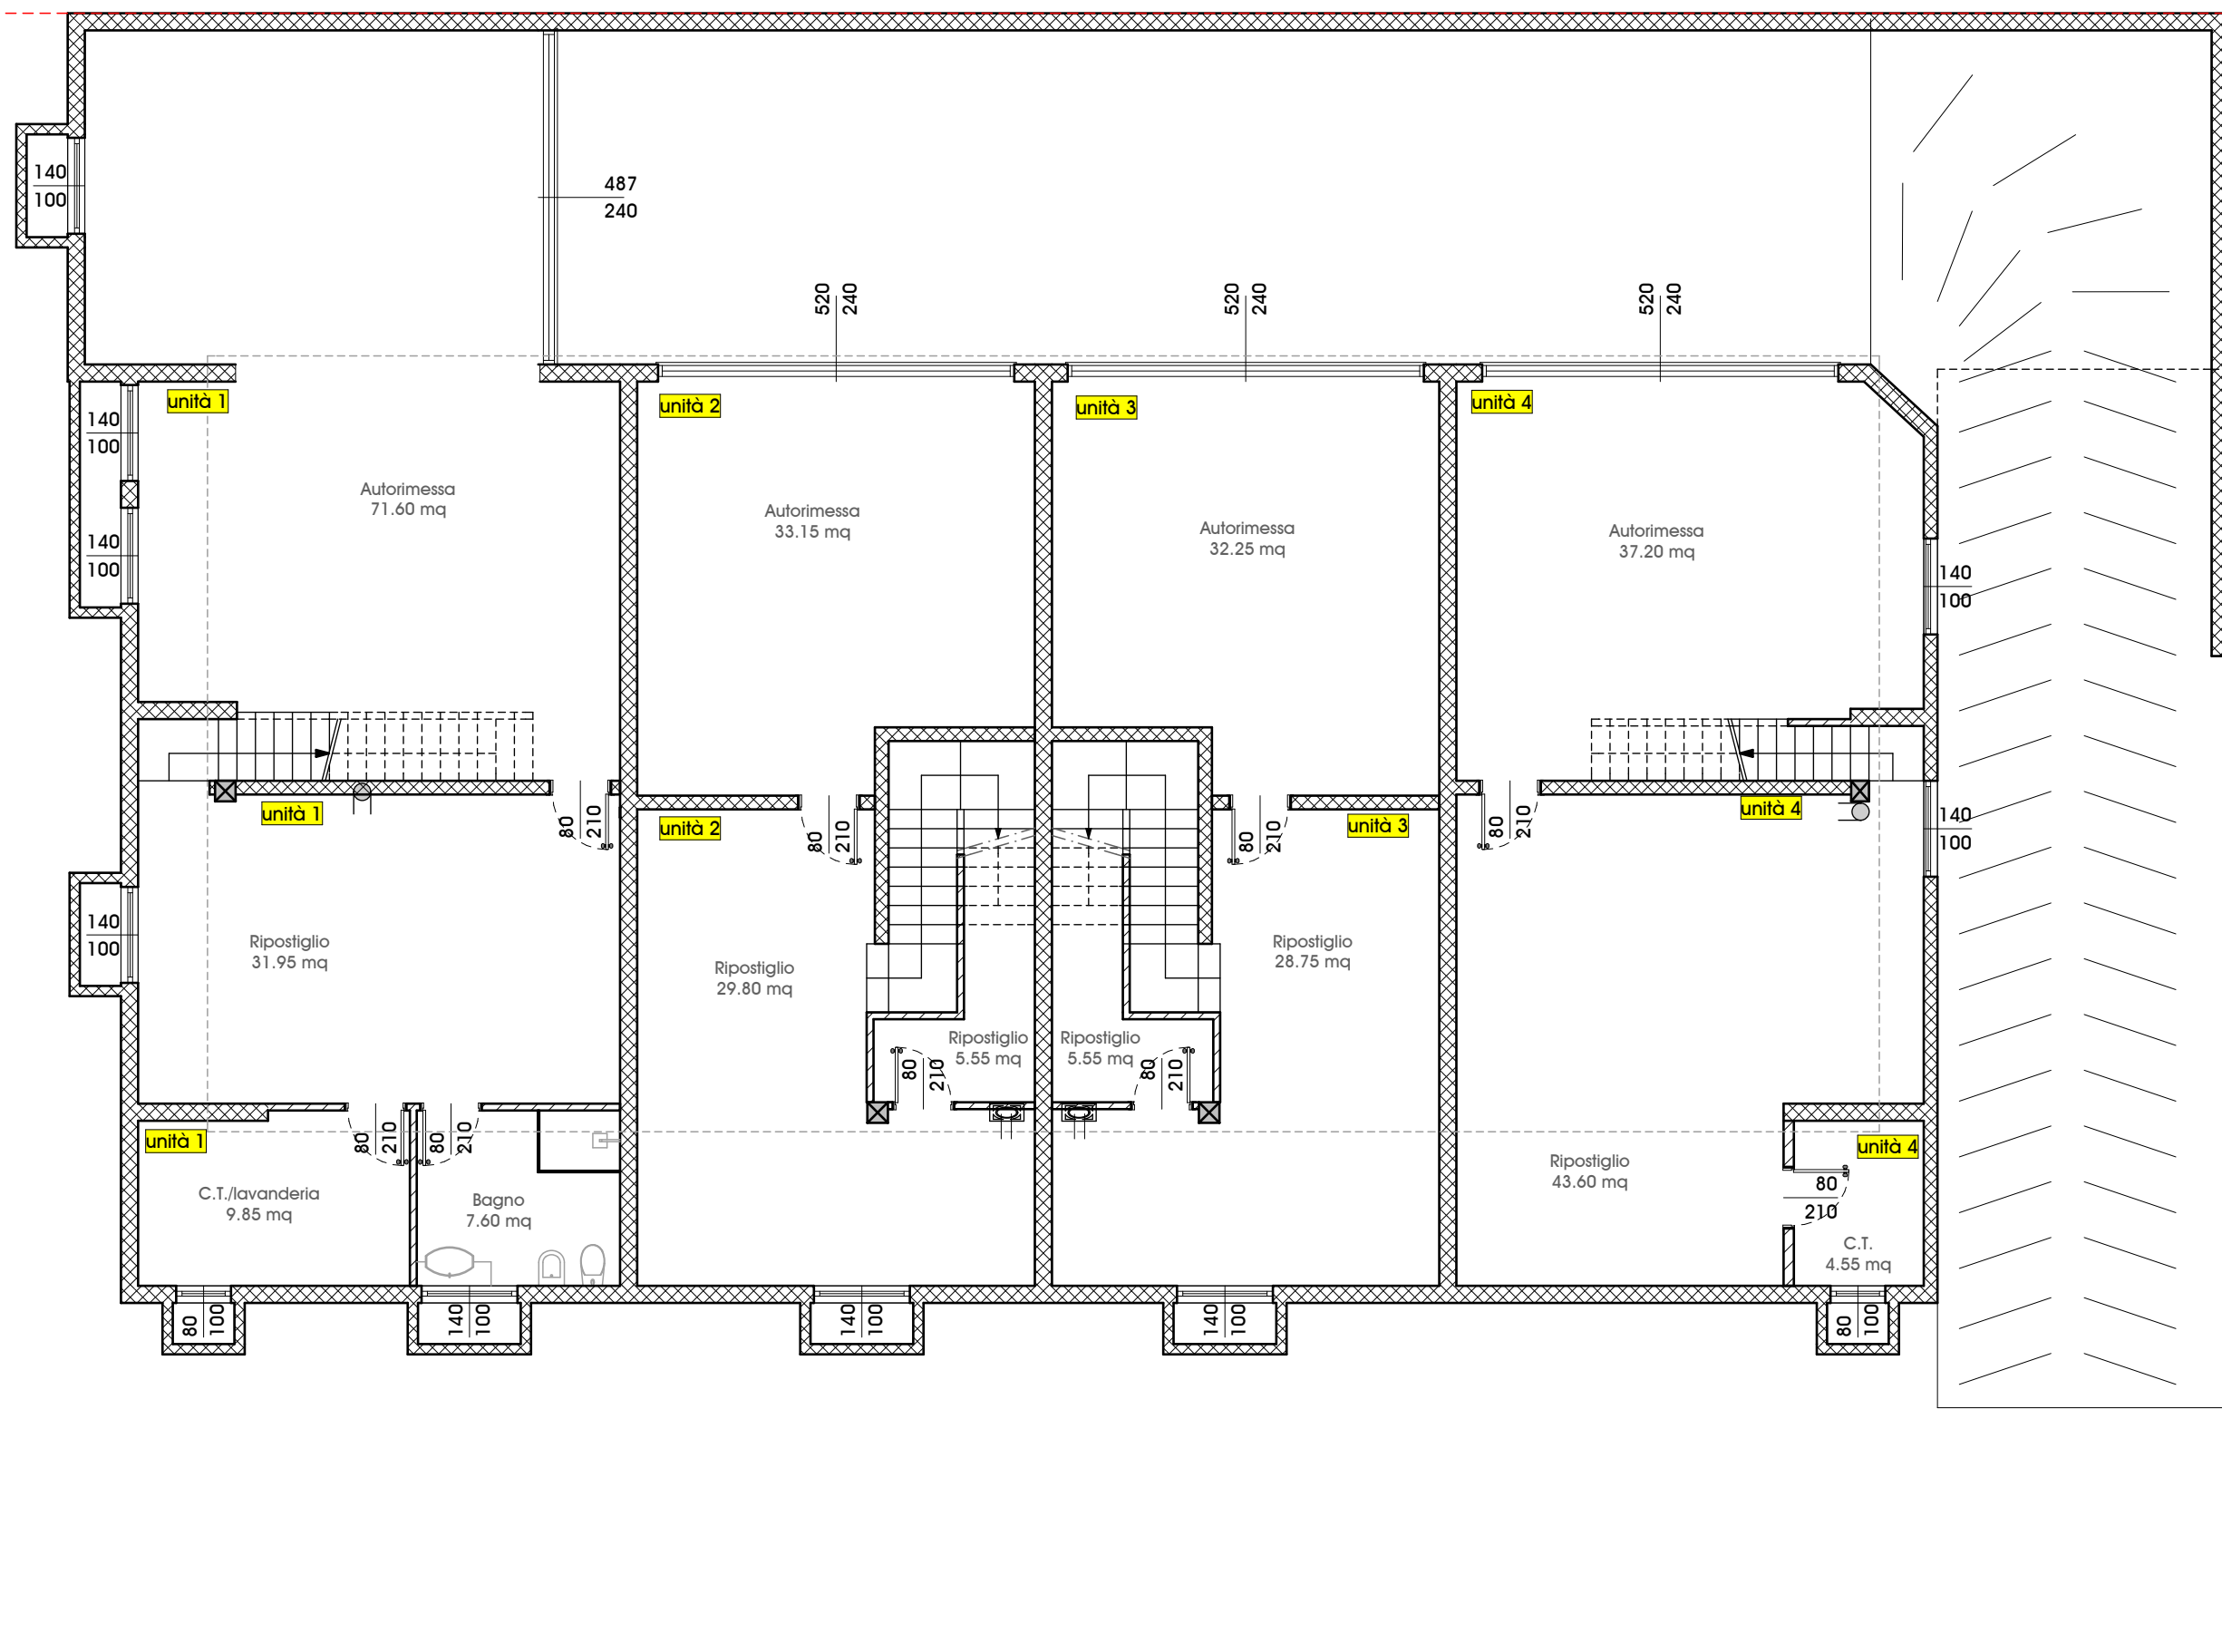 140
100
487
240
520
240
520
240
520
240
unità 1
unità 2
unità 3
unità 4
140
100
140
100
Autorimessa
71.60 mq
Autorimessa
33.15 mq
Autorimessa
32.25 mq
Autorimessa
37.20 mq
140
100
unità 1
80
210
unità 2
80
210
80
210
unità 3
80
210
unità 4
140
100
140
100
Ripostiglio
31.95 mq
Ripostiglio
29.80 mq
Ripostiglio
28.75 mq
Ripostiglio
5.55 mq
Ripostiglio
5.55 mq
80
210
80
210
unità 1
80
210
80
210
unità 4
C.T./lavanderia
9.85 mq
Bagno
7.60 mq
Ripostiglio
43.60 mq
80
210
C.T.
4.55 mq
80
100
140
100
140
100
140
100
80
100